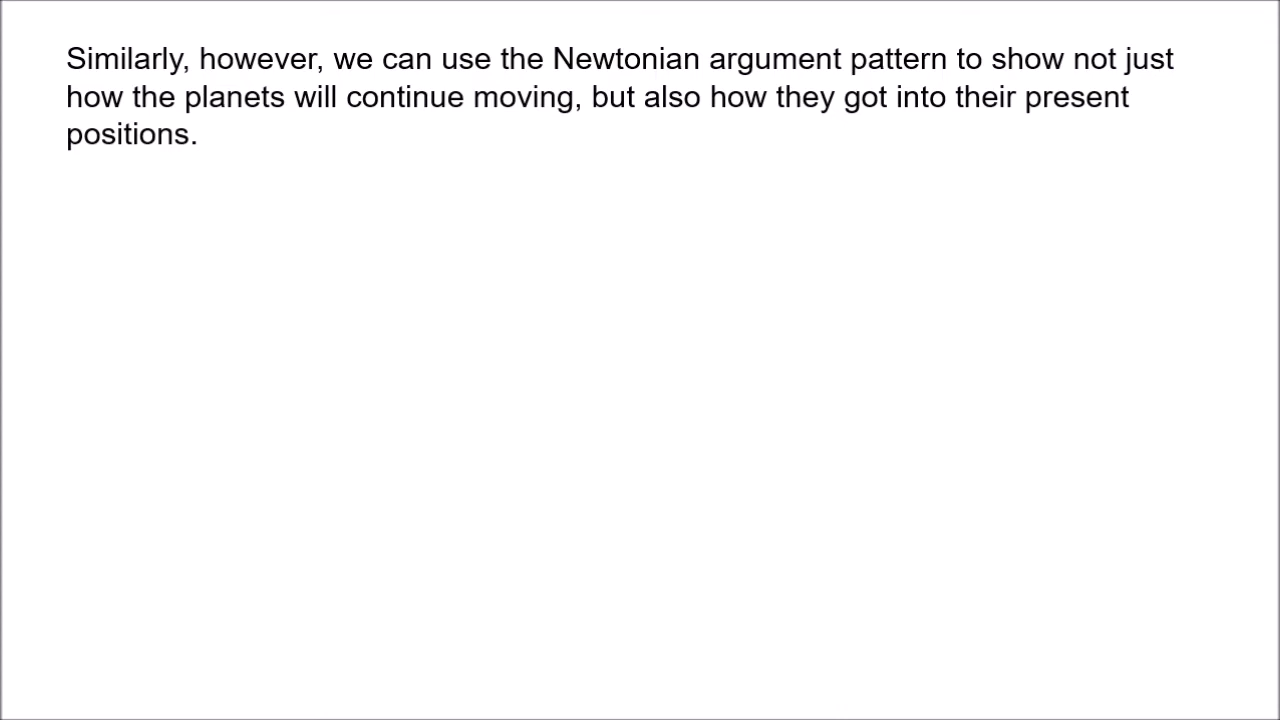 Similarly, however, we can use the Newtonian argument pattern to show not just
how the planets will continue moving, but also how they got into their present
positions.